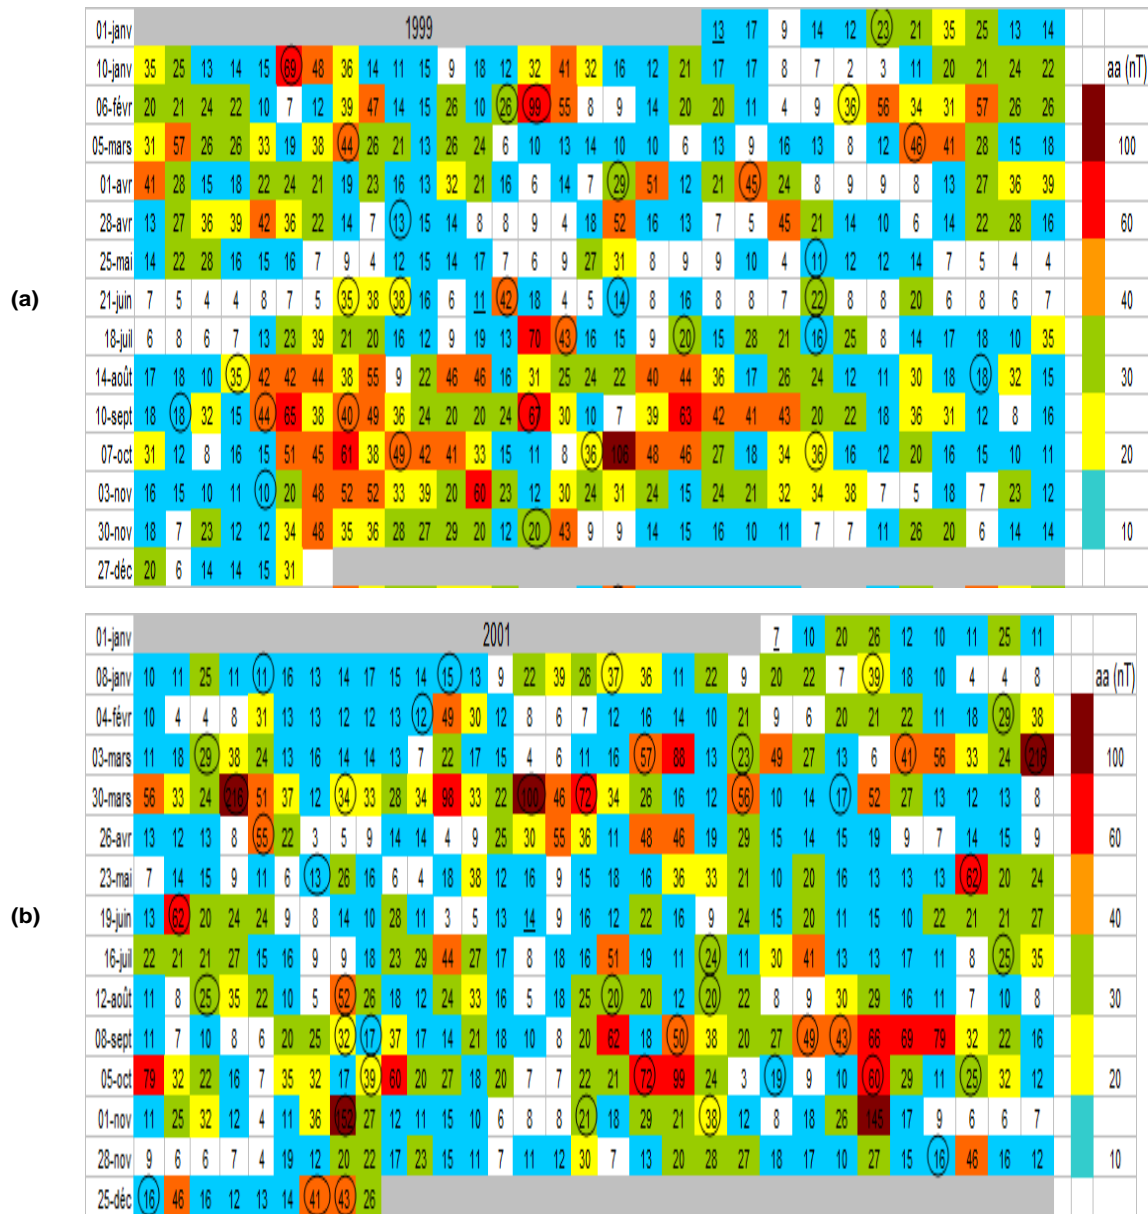 01-janv 1999 13 17 9 14 12 23 21 35 25 13 14
10-janv 35 25 13 14 15 69 48 36 14 11 15 9 18 12 32 41 32 16 12 21 17 17 8 7 2 3 11 20 21 24 22 aa (nT)
06-févr 20 21 24 22 10 7 12 39 47 14 15 26 10 26 99 55 8 9 14 20 20 11 4 9 36 56 34 31 57 26 26
05-mars 31 57 26 26 33 19 38 44 26 21 13 26 24 6 10 13 14 10 10 6 13 9 16 13 8 12 46 41 28 15 18 100
01-avr 41 28 15 18 22 24 21 19 23 16 13 32 21 16 6 14 7 29 51 12 21 45 24 8 9 9 8 13 27 36 39
28-avr 13 27 36 39 42 36 22 14 7 13 15 14 8 8 9 4 18 52 16 13 7 5 45 21 14 10 6 14 22 28 16 60
25-mai 14 22 28 16 15 16 7 9 4 12 15 14 17 7 6 9 27 31 8 9 9 10 4 11 12 12 14 7 5 4 4
(a)
21-juin 7 5 4 4 8 7 5 35 38 38 16 6 11 42 18 4 5 14 8 16 8 8 22 8 8 20 6 8 6 7 40
18-juil 6 8 6 7 13 23 39 21 20 16 12 9 19 13 70 43 16 15 9 20 15 28 21 16 25 8 14 17 18 10 35
14-août 17 18 10 35 42 42 44 38 55 9 22 46 46 16 31 25 24 22 40 44 36 17 26 24 12 11 30 18 18 32 15 30
10-sept 18 18 32 15 44 65 38 40 49 36 24 20 20 24 67 30 10 7 39 63 42 41 43 20 22 18 36 31 12 8 16
07-oct 31 12 8 16 15 51 45 61 38 49 42 41 33 15 11 8 36 106 48 46 27 18 34 36 16 12 20 16 15 10 11 20
03-nov 16 15 10 11 10 20 48 52 52 33 39 20 60 23 12 30 24 31 24 15 24 21 32 34 38 7 5 18 7 23 12
30-nov 18 7 23 12 12 34 48 35 36 28 27 29 20 12 20 43 9 9 14 15 16 10 11 7 7 11 26 20 6 14 14 10
27-déc 20 6 14 14 15 31
01-janv 2001 7 10 20 26 12 10 11 25 11
08-janv 10 11 25 11 11 16 13 14 17 15 15 13 9 22 39 26 37 36 11 22 9 20 22 7 39 18 10 4 4 8 aa (nT)
04-févr 10 4 4 8 31 13 13 12 12 13 12 49 30 12 8 6 7 12 16 14 10 21 9 6 20 21 22 11 18 29 38
03-mars 11 18 29 38 24 13 16 14 14 13 7 22 17 15 4 6 11 16 57 88 13 23 49 27 13 6 41 56 33 24 216 100
30-mars 56 33 24 216 51 37 12 34 33 28 34 98 33 22 100 46 72 34 26 16 12 56 10 14 17 52 27 13 12 13 8
26-avr 13 12 13 8 55 22 3 5 9 14 14 4 9 25 30 55 36 11 48 46 19 29 15 14 15 19 9 7 14 15 9 60
23-mai 7 14 15 9 11 6 13 26 16 6 4 18 38 12 16 9 15 18 16 36 33 21 10 20 16 13 13 13 62 20 24
(b)
19-juin 13 62 20 24 24 9 8 14 10 28 11 3 5 13 14 9 16 12 22 16 9 24 15 20 11 15 10 22 21 21 27 40
16-juil 22 21 21 27 15 16 9 9 18 23 29 44 27 17 8 18 16 51 19 11 24 11 30 41 13 13 17 11 8 25 35
12-août 11 8 25 35 22 10 5 52 26 18 12 24 33 16 5 18 25 20 20 12 20 22 8 9 30 29 16 11 7 10 8 30
08-sept 11 7 10 8 6 20 25 32 17 37 17 14 21 18 10 8 20 62 18 50 38 20 27 49 43 66 69 79 32 22 16
05-oct 79 32 22 16 7 35 32 17 39 60 20 27 18 20 7 7 22 21 72 99 24 3 19 9 10 60 29 11 25 32 12 20
01-nov 11 25 32 12 4 11 36 152 27 12 11 15 10 6 8 8 21 18 29 21 38 12 8 18 26 145 17 9 6 6 7
28-nov 9 6 6 7 4 19 12 20 22 17 23 15 11 7 11 12 30 7 13 20 28 27 18 17 10 27 15 16 46 16 12 10
25-déc 16 46 16 12 13 14 41 43 26